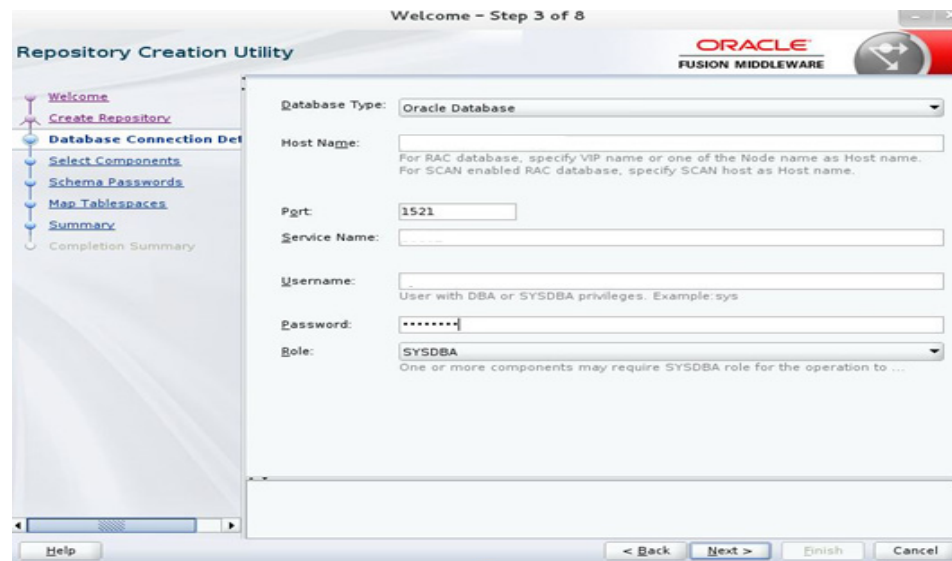 Welcome - Step 3 of 8
Repository Creation Utility
ORACLE
FUSION MIDDLEWARE
Welcome
Create Repository
Database Connection Det
Select Components
Schema Passwords
Map Tablespaces
Summary
Completion Summary
Database Type: Oracle Database
Host Name:
For RAC database, specify VIP name or one of the Node name as Host name.
For SCAN enabled RAC database, specify SCAN host as Host name.
Port: 1521
Service Name:
Username:
User with DBA or SYSDBA privileges. Example:sys
Password: ••••••••
Role: SYSDBA
One or more components may require SYSDBA role for the operation to ...
Help
< Back
Next >
Finish
Cancel